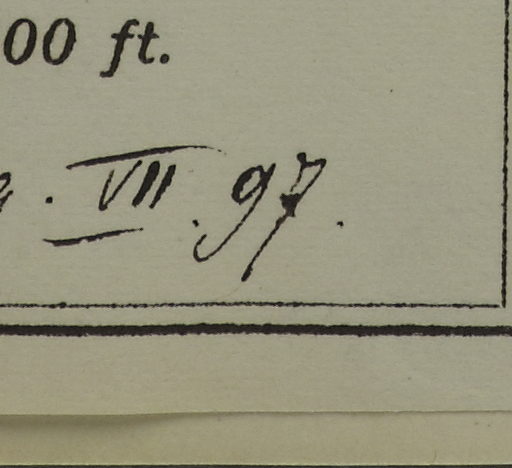 00 ft.
. VII. 97.